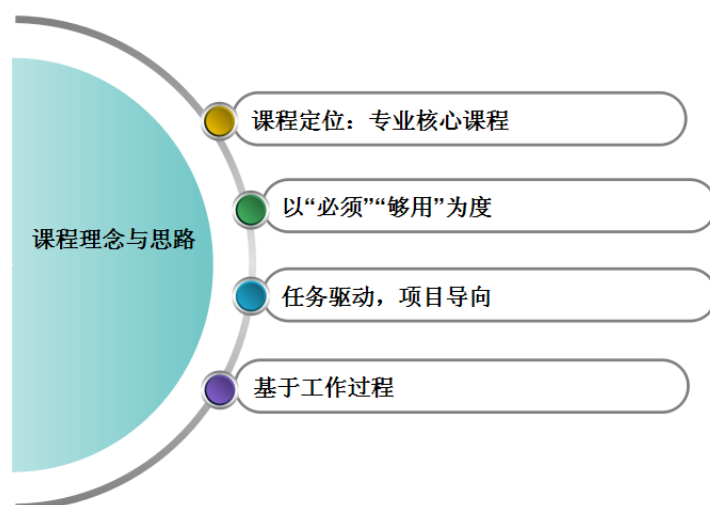 课程定位：专业核心课程
以“必须”“够用”为度
课程理念与思路
任务驱动，项目导向
基于工作过程